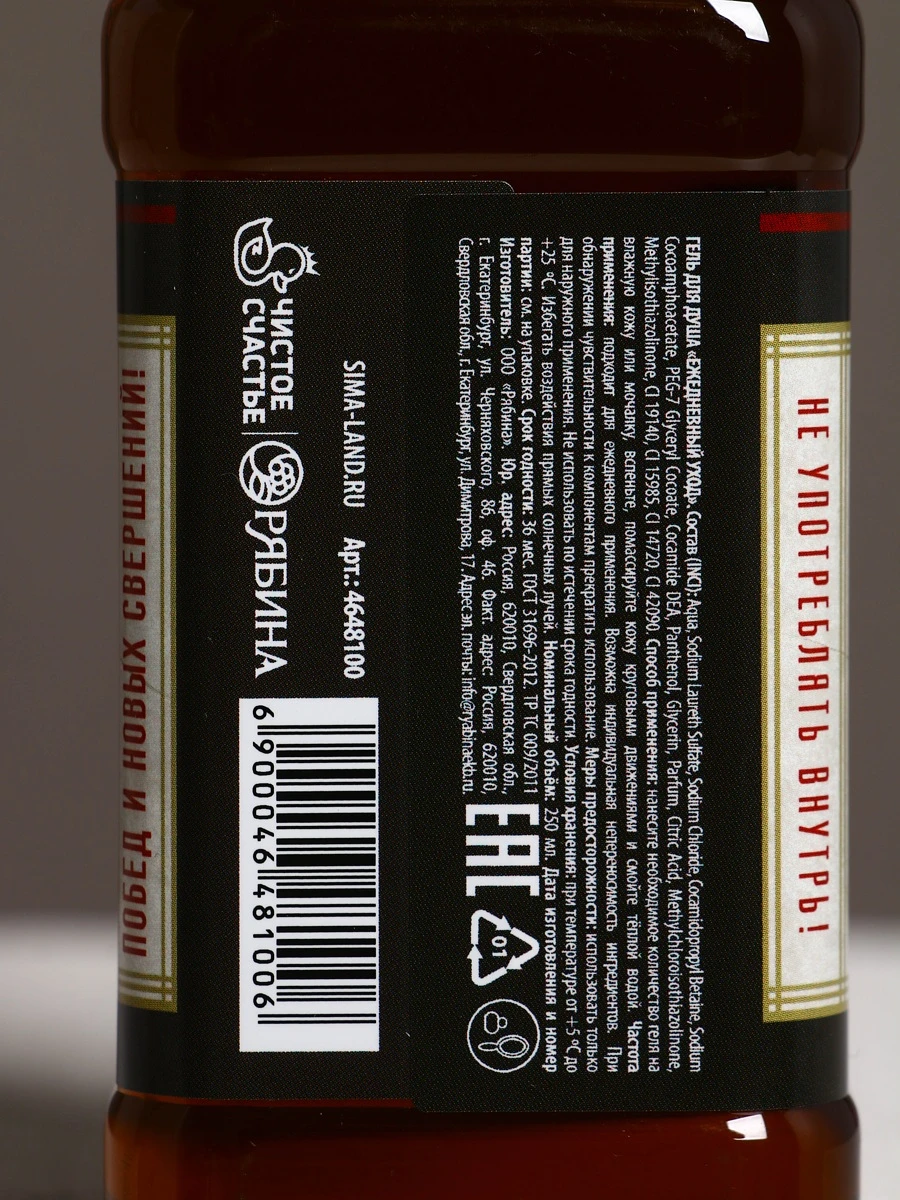 НЕ УПОТРЕБЛЯТЬ ВНУТРЬ!
ГЕЛЬ ДЛЯ ДУША «ЕЖЕДНЕВНЫЙ УХОД». Состав (INCI): Aqua, Sodium Laureth Sulfate, Sodium Chloride, Cocamidopropyl Betaine, Sodium
Cocoamphoacetate, PEG-7 Glyceryl Cocoate, Cocamide DEA, Panthenol, Glycerin, Parfum, Citric Acid, Methylchloroisothiazolinone,
Methylisothiazolinone, CI 19140, CI 15985, CI 14720, CI 42090. Способ применения: нанесите необходимое количество геля на
влажную кожу или мочалку, вспеньте, помассируйте кожу круговыми движениями и смойте тёплой водой. Частота
применения: подходит для ежедневного применения. Возможна индивидуальная непереносимость ингредиентов. При
обнаружении чувствительности к компонентам прекратить использование. Меры предосторожности: использовать только
для наружного применения. Не использовать по истечении срока годности. Условия хранения: при температуре от +5 °C до
+25 °C. Избегать воздействия прямых солнечных лучей. Номинальный объём: 250 мл. Дата изготовления и номер
партии: см. на упаковке. Срок годности: 36 мес. ГОСТ 31696-2012. ТР ТС 009/2011
Изготовитель: ООО «Рябина». Юр. адрес: Россия, 620010, Свердловская обл.,
г. Екатеринбург, ул. Черняховского, 86, оф. 46. Факт. адрес: Россия, 620010,
Свердловская обл., г. Екатеринбург, ул. Димитрова, 17. Адрес эл. почты: info@ryabinaekb.ru.
EAC
01
SIMA-LAND.RU Арт.: 4648100
ЧИСТОЕ
СЧАСТЬЕ
РЯБИНА
6 900046 481006
ПОБЕД И НОВЫХ СВЕРШЕНИЙ!